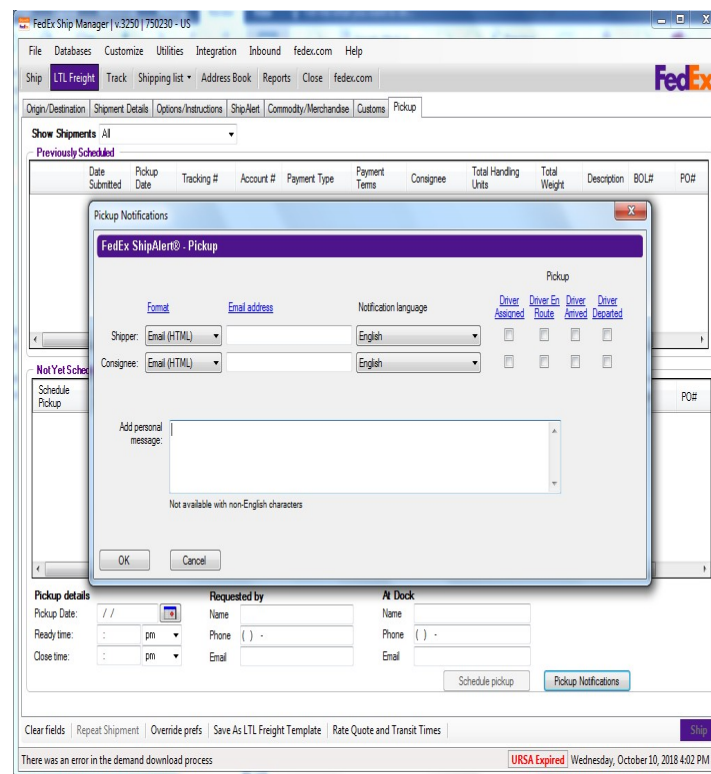 FedEx Ship Manager | v.3250 | 750230 - US
File Databases Customize Utilities Integration Inbound fedex.com Help
Ship LTL Freight Track Shipping list Address Book Reports Close fedex.com
FedEx
Origin/Destination Shipment Details Options/Instructions ShipAlert Commodity/Merchandise Customs Pickup
Show Shipments All
Previously Scheduled
Date Submitted Pickup Date Tracking # Account # Payment Type Payment Terms Consignee Total Handling Units Total Weight Description BOL# PO#
Pickup Notifications
FedEx ShipAlert® - Pickup
Pickup
Format Email address Notification language Driver Assigned Driver En Route Driver Arrived Driver Departed
Shipper: Email (HTML) English
Consignee: Email (HTML) English
Not Yet Sched
Schedule Pickup PO#
Add personal message:
Not available with non-English characters
OK Cancel
Pickup details Requested by At Dock
Pickup Date: / / Name Name
Ready time: : pm Phone ( ) - Phone ( ) -
Close time: : pm Email Email
Schedule pickup Pickup Notifications
Clear fields Repeat Shipment Override prefs Save As LTL Freight Template Rate Quote and Transit Times Ship
There was an error in the demand download process URSA Expired Wednesday, October 10, 2018 4:02 PM